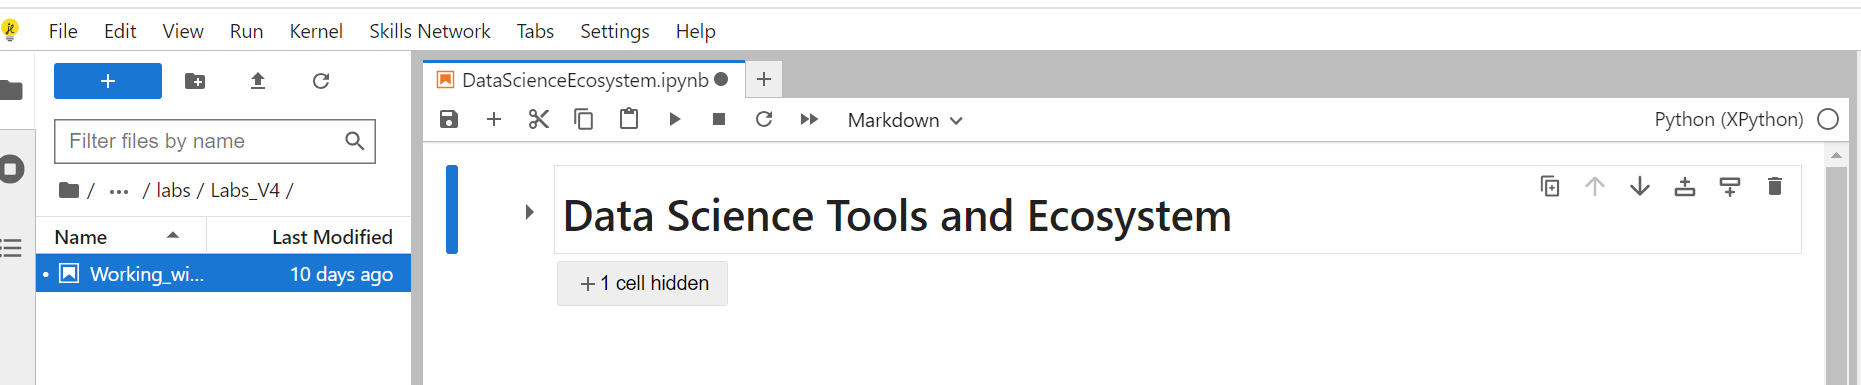 File Edit View Run Kernel Skills Network Tabs Settings Help
+
Filter files by name
/ ... / labs / Labs_V4 /
Name Last Modified
Working_wi... 10 days ago
DataScienceEcosystem.ipynb +
Markdown Python (XPython)
Data Science Tools and Ecosystem
+ 1 cell hidden